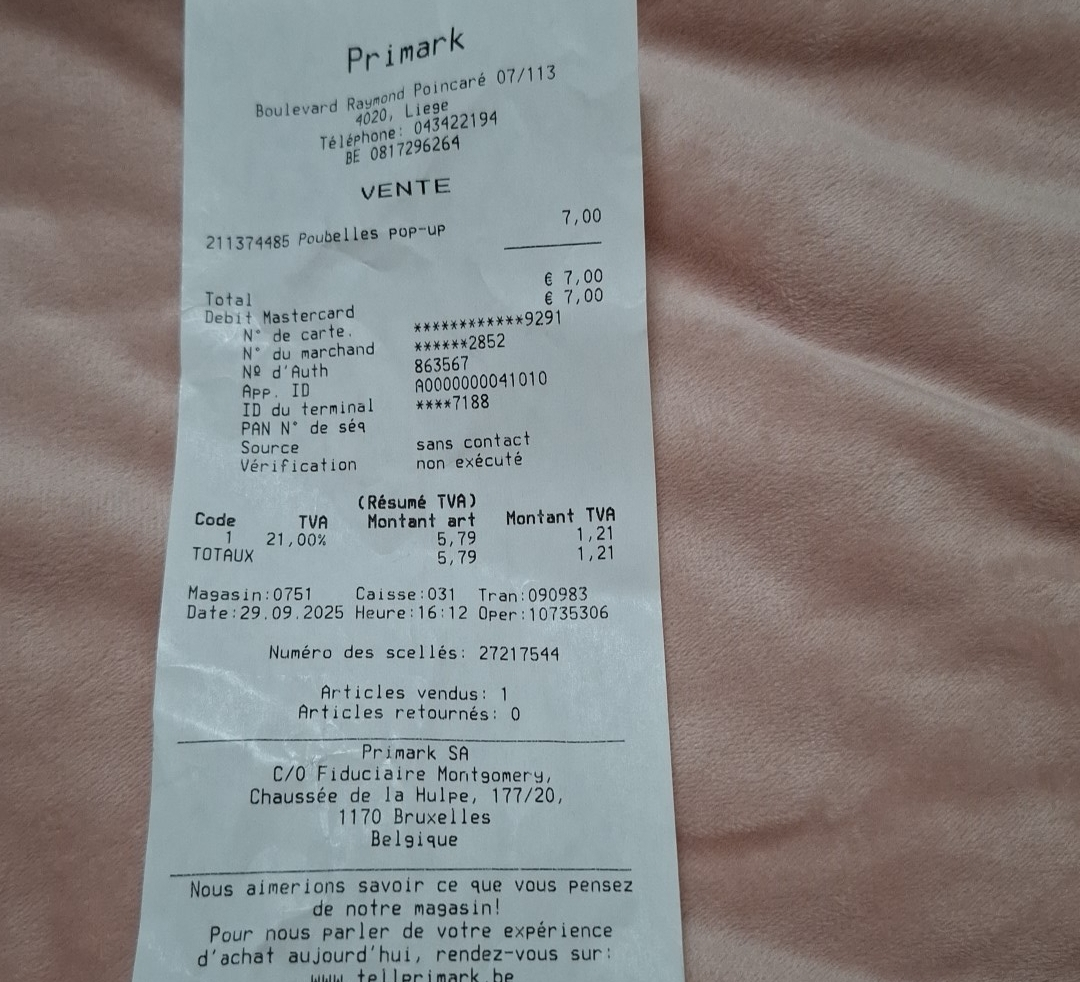 Primark
Boulevard Raymond Poincaré 07/113
4020, Liege
Téléphone: 043422194
BE 0817296264
VENTE
211374485 Poubelles pop-up 7,00
Total € 7,00
Debit Mastercard € 7,00
N° de carte. ************9291
N° du marchand ******2852
Nº d'Auth 863567
App. ID A0000000041010
ID du terminal ****7188
PAN N° de séq
Source sans contact
Vérification non exécuté
(Résumé TVA)
Code TVA Montant art Montant TVA
1 21,00% 5,79 1,21
TOTAUX 5,79 1,21
Magasin:0751 Caisse:031 Tran:090983
Date:29.09.2025 Heure:16:12 Oper:10735306
Numéro des scellés: 27217544
Articles vendus: 1
Articles retournés: 0
Primark SA
C/O Fiduciaire Montgomery,
Chaussée de la Hulpe, 177/20,
1170 Bruxelles
Belgique
Nous aimerions savoir ce que vous pensez
de notre magasin!
Pour nous parler de votre expérience
d'achat aujourd'hui, rendez-vous sur:
www.tellprimark.be